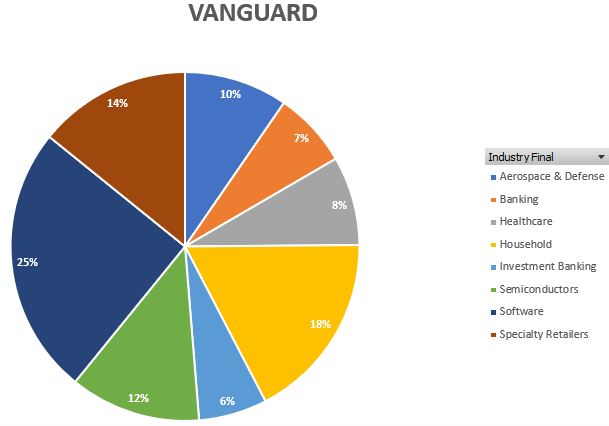 VANGUARD
10%
7%
8%
18%
6%
12%
25%
14%
Industry Final
Aerospace & Defense
Banking
Healthcare
Household
Investment Banking
Semiconductors
Software
Specialty Retailers